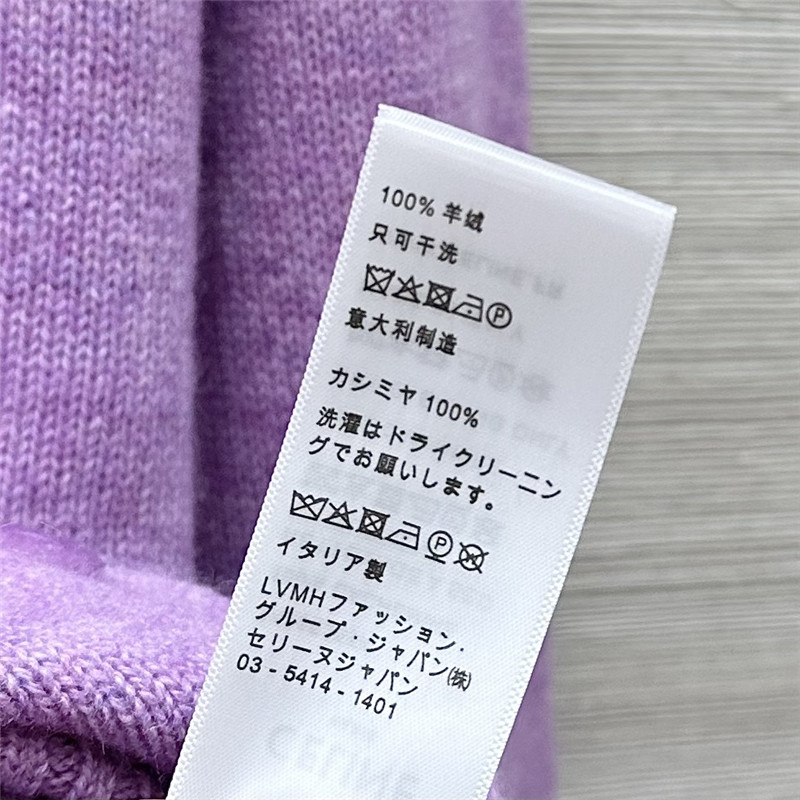 100% 羊绒
只可干洗
P
意大利制造
カシミヤ 100%
洗濯はドライクリーニン
グでお願いします。
P W
イタリア製
LVMHファッション・
グループ・ジャパン(株)
セリーヌジャパン
03 - 5414 - 1401
CELINE